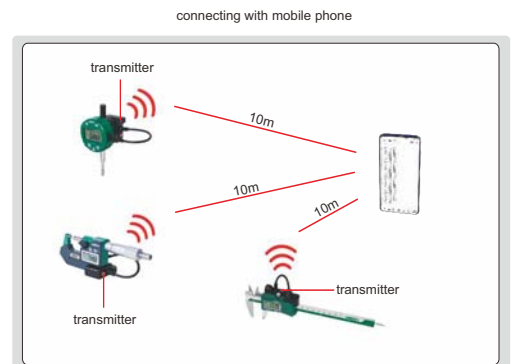 connecting with mobile phone
transmitter
10m
10m
10m
transmitter
transmitter